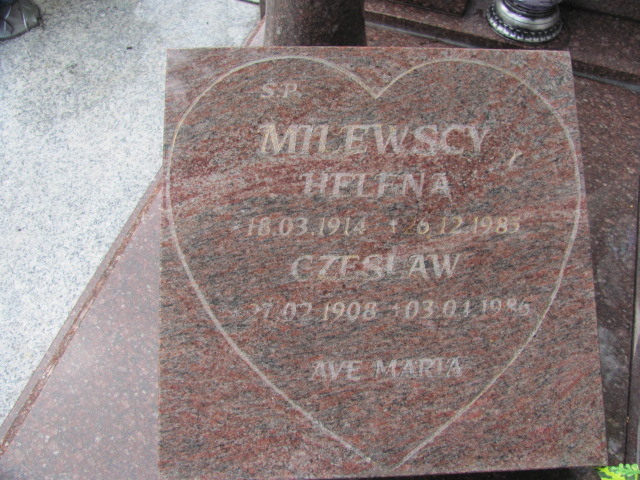 S.P.
MILEWSCY
HELENA
*18.03.1914 + 6.12.1985
CZESŁAW
*27.02.1908 +03.01.1986
AVE MARIA